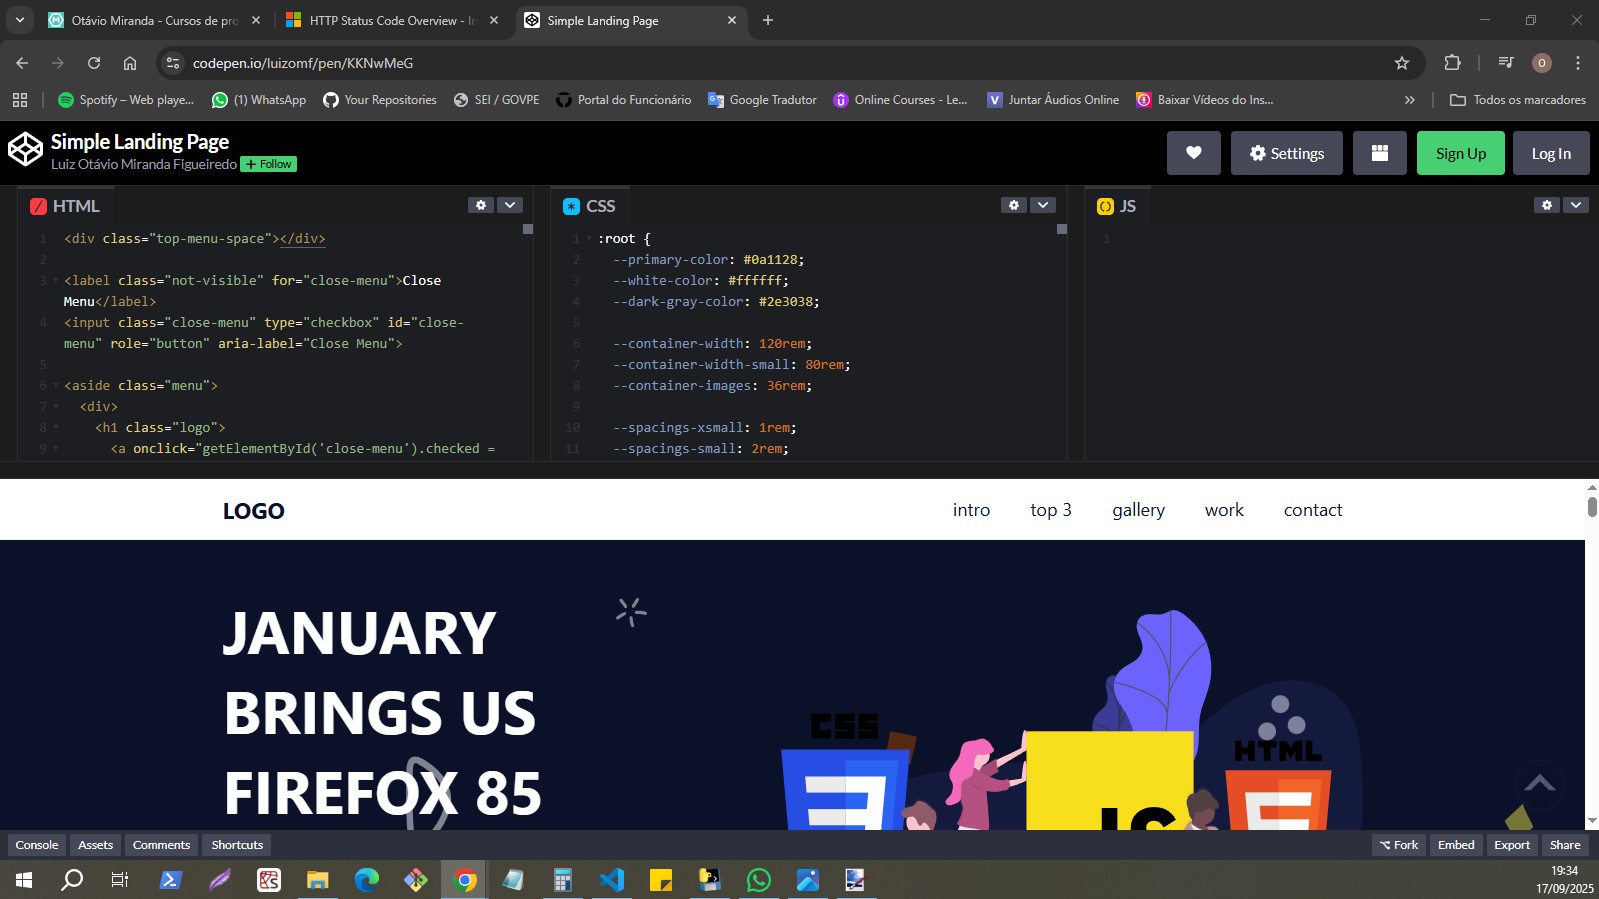 Otávio Miranda - Cursos de pro
HTTP Status Code Overview - In
Simple Landing Page
codepen.io/luizomf/pen/KKNwMeG
O
Spotify – Web playe...
(1) WhatsApp
Your Repositories
SEI / GOVPE
Portal do Funcionário
Google Tradutor
Online Courses - Le...
Juntar Áudios Online
Baixar Vídeos do Ins...
Todos os marcadores
Simple Landing Page
Luiz Otávio Miranda Figueiredo + Follow
Settings
Sign Up
Log In
HTML
1 <div class="top-menu-space"></div>
2
3 <label class="not-visible" for="close-menu">Close
Menu</label>
4 <input class="close-menu" type="checkbox" id="close-
menu" role="button" aria-label="Close Menu">
5
6 <aside class="menu">
7 <div>
8 <h1 class="logo">
9 <a onclick="getElementById('close-menu').checked =
CSS
1 :root {
2 --primary-color: #0a1128;
3 --white-color: #ffffff;
4 --dark-gray-color: #2e3038;
5
6 --container-width: 120rem;
7 --container-width-small: 80rem;
8 --container-images: 36rem;
9
10 --spacings-xsmall: 1rem;
11 --spacings-small: 2rem;
JS
1
LOGO
intro
top 3
gallery
work
contact
JANUARY
BRINGS US
FIREFOX 85
CSS
JS
HTML
Console
Assets
Comments
Shortcuts
Fork
Embed
Export
Share
19:34
17/09/2025